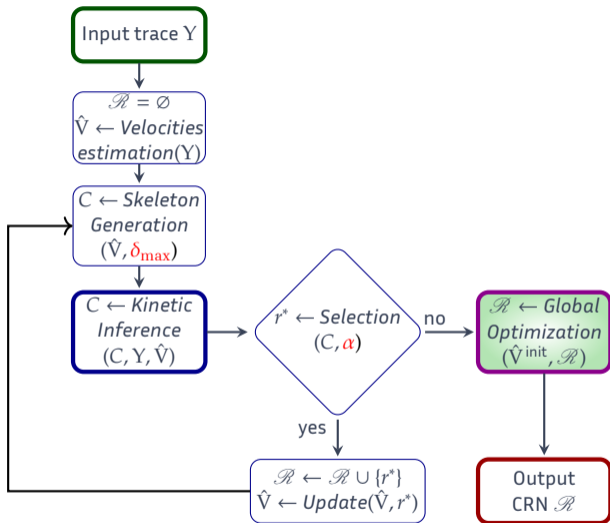 Input trace Y
ℛ = ∅
V̂ ← Velocities
estimation(Y)
C ← Skeleton
Generation
(V̂, δmax)
C ← Kinetic
Inference
(C, Y, V̂)
r* ← Selection
(C, α)
no
ℛ ← Global
Optimization
(V̂ init, ℛ)
yes
ℛ ← ℛ ∪ {r*}
V̂ ← Update(V̂, r*)
Output
CRN ℛ